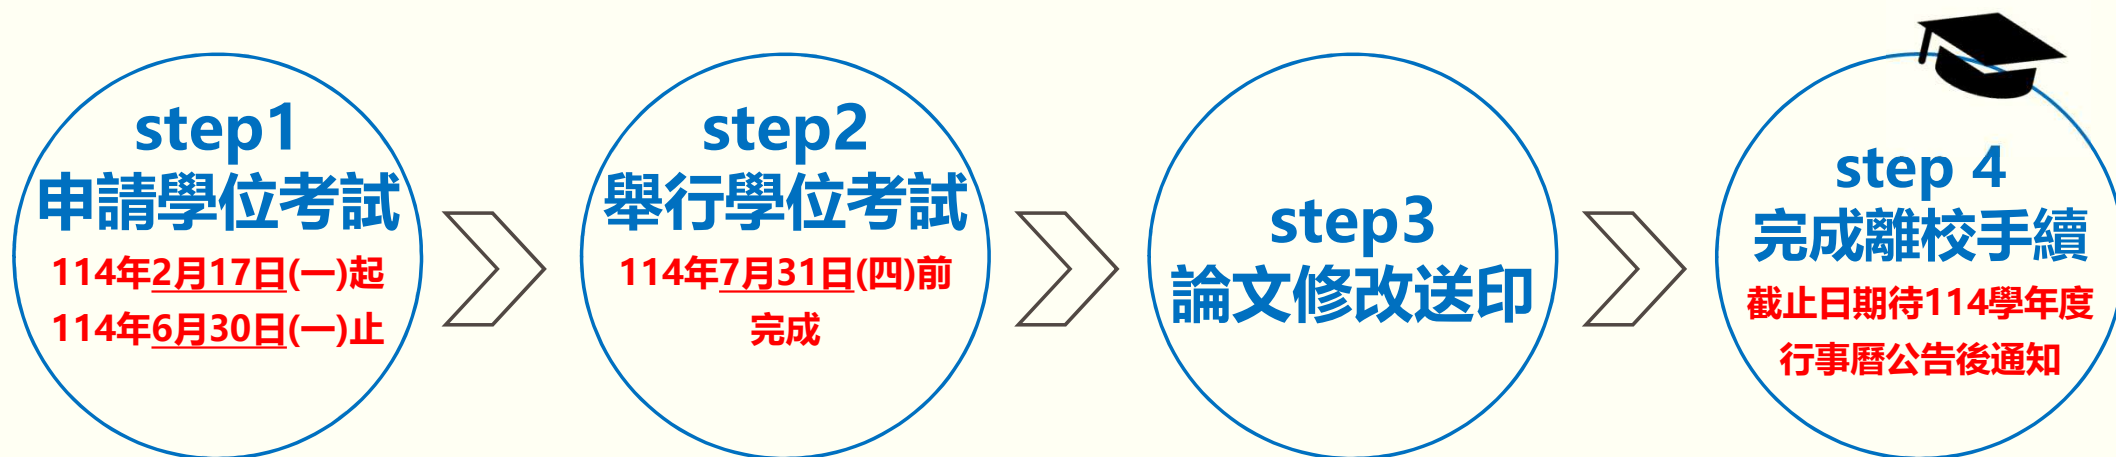 step1
申請學位考試
114年2月17日(一)起
114年6月30日(一)止
step2
舉行學位考試
114年7月31日(四)前
完成
step3
論文修改送印
step 4
完成離校手續
截止日期待114學年度
行事曆公告後通知